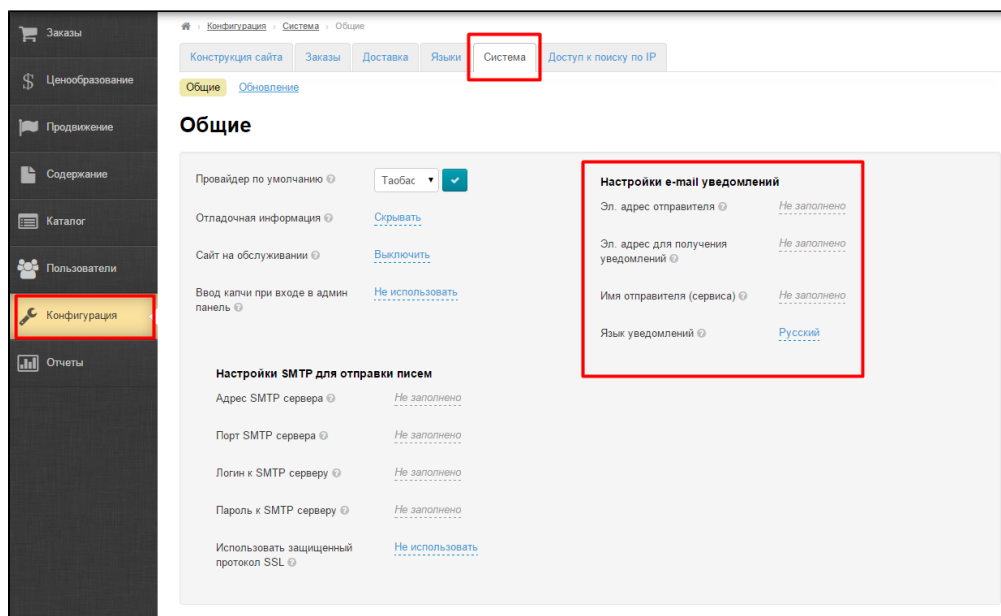 Заказы
Ценообразование
Продвижение
Содержание
Каталог
Пользователи
Конфигурация
Отчеты
› Конфигурация › Система › Общие
Конструкция сайта Заказы Доставка Языки Система Доступ к поиску по IP
Общие Обновление
Общие
Провайдер по умолчанию Таобас
Отладочная информация Скрывать
Сайт на обслуживании Выключить
Ввод капчи при входе в админ Не использовать
панель
Настройки e-mail уведомлений
Эл. адрес отправителя Не заполнено
Эл. адрес для получения Не заполнено
уведомлений
Имя отправителя (сервиса) Не заполнено
Язык уведомлений Русский
Настройки SMTP для отправки писем
Адрес SMTP сервера Не заполнено
Порт SMTP сервера Не заполнено
Логин к SMTP серверу Не заполнено
Пароль к SMTP серверу Не заполнено
Использовать защищенный Не использовать
протокол SSL